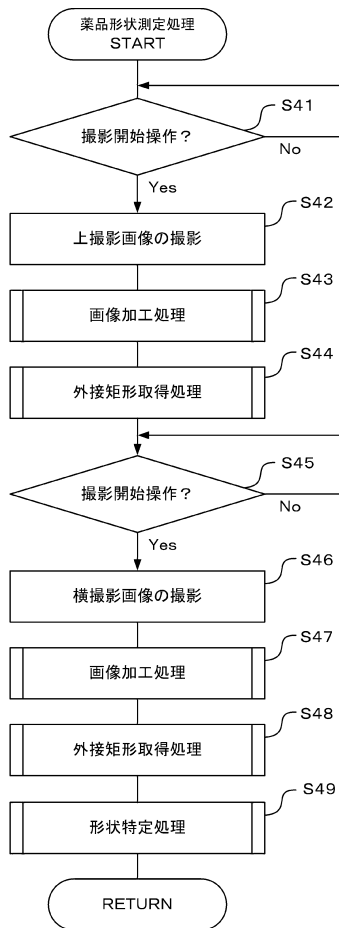 薬品形状測定処理
START
S41
撮影開始操作?
No
Yes
S42
上撮影画像の撮影
S43
画像加工処理
S44
外接矩形取得処理
S45
撮影開始操作?
No
Yes
S46
横撮影画像の撮影
S47
画像加工処理
S48
外接矩形取得処理
S49
形状特定処理
RETURN